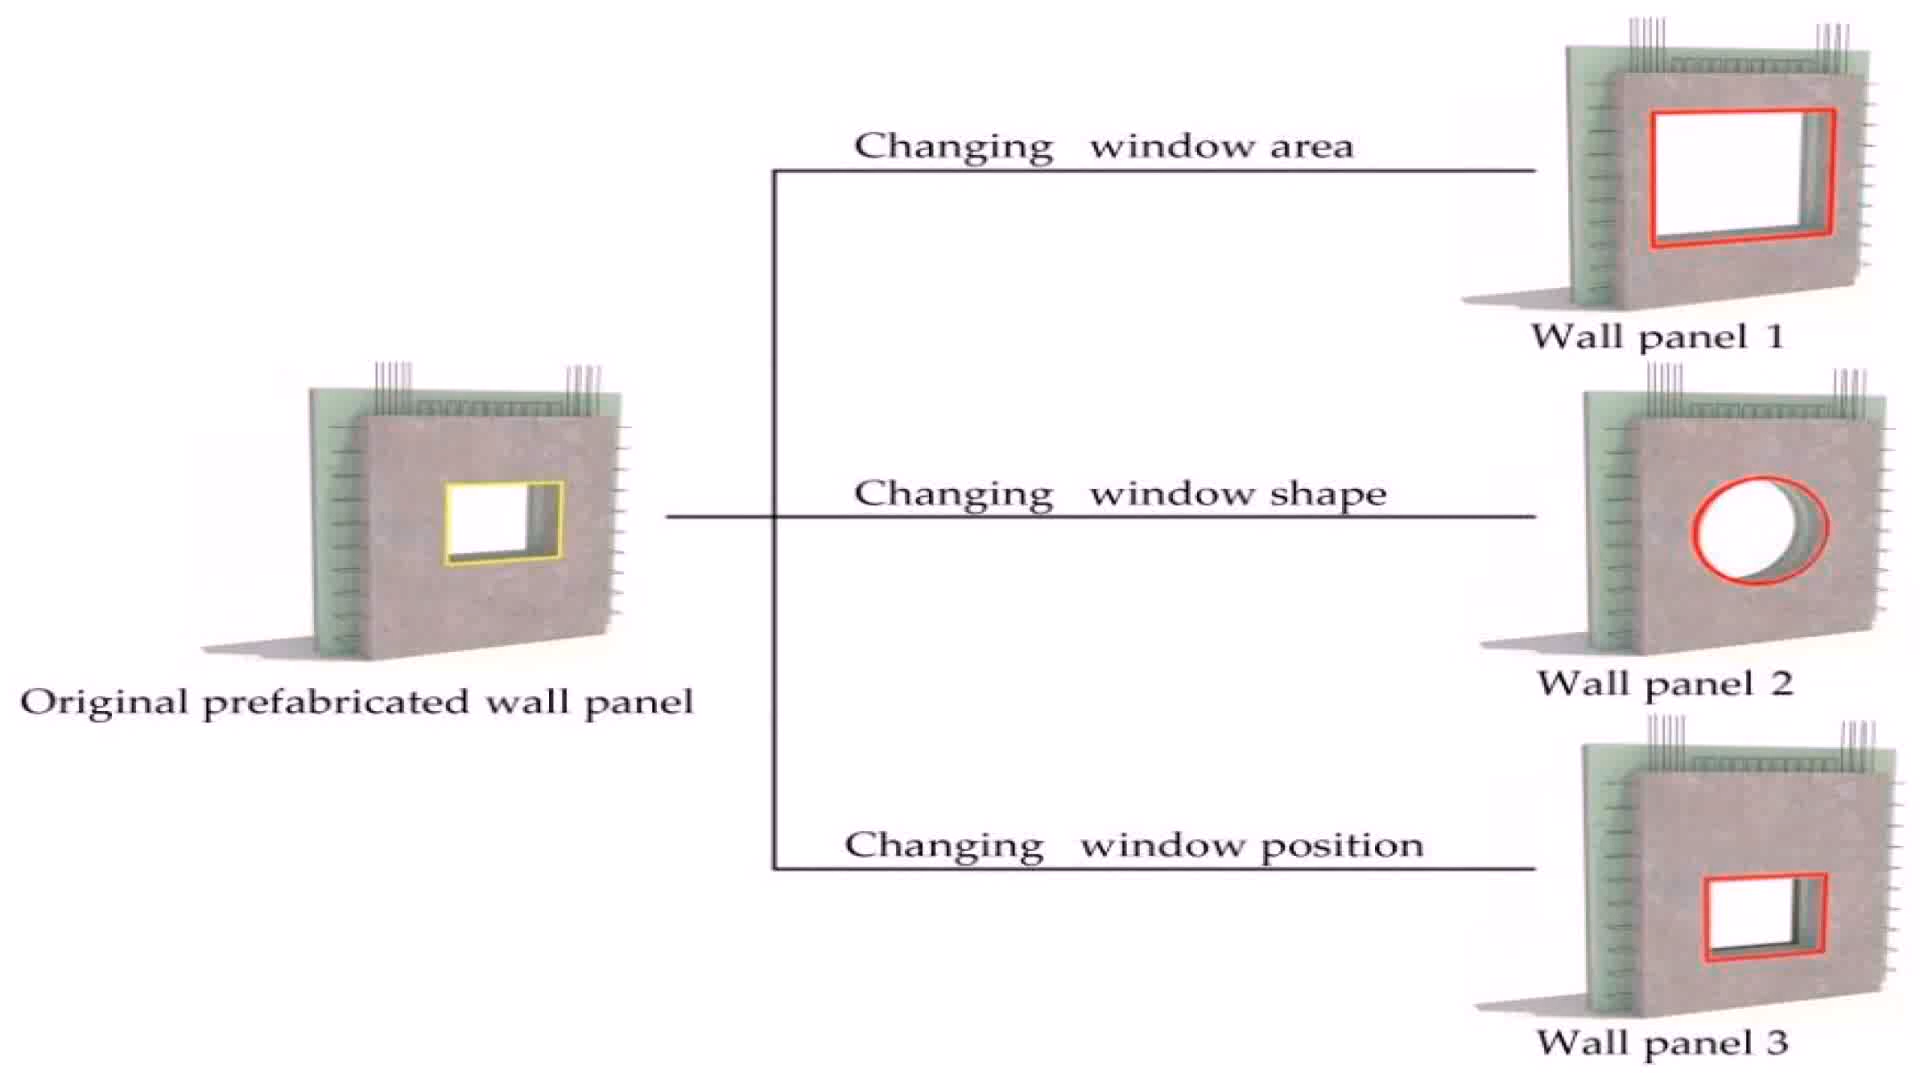 Changing window area
Wall panel 1
Changing window shape
Original prefabricated wall panel
Wall panel 2
Changing window position
Wall panel 3